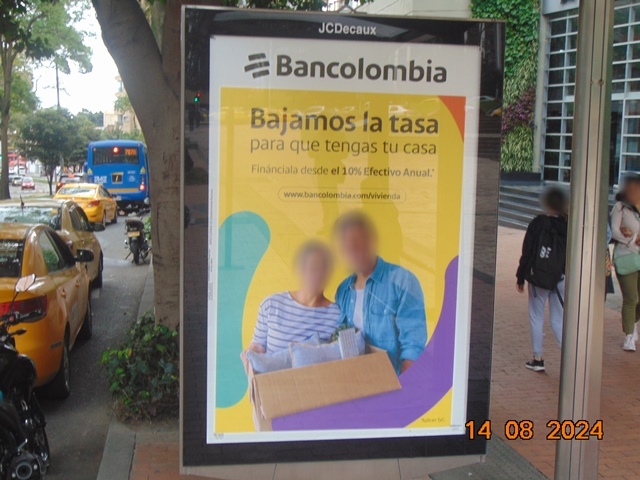 JCDecaux
Bancolombia
Bajamos la tasa
para que tengas tu casa
Finánciala desde el 10% Efectivo Anual.*
www.bancolombia.com/vivienda
14 08 2024